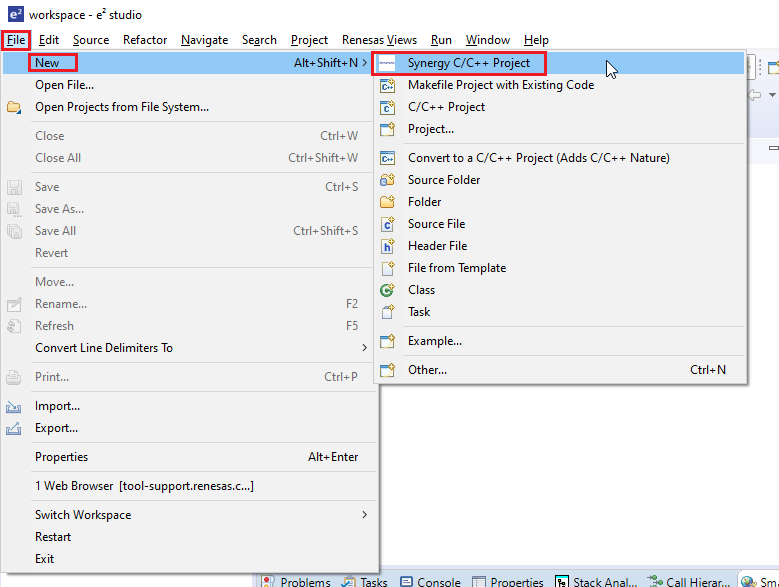 workspace - e² studio
File Edit Source Refactor Navigate Search Project Renesas Views Run Window Help
New Alt+Shift+N
Open File...
Open Projects from File System...
Close Ctrl+W
Close All Ctrl+Shift+W
Save Ctrl+S
Save As...
Save All Ctrl+Shift+S
Revert
Move...
Rename... F2
Refresh F5
Convert Line Delimiters To
Print... Ctrl+P
Import...
Export...
Properties Alt+Enter
1 Web Browser [tool-support.renesas.c...]
Switch Workspace
Restart
Exit
Synergy C/C++ Project
Makefile Project with Existing Code
C/C++ Project
Project...
Convert to a C/C++ Project (Adds C/C++ Nature)
Source Folder
Folder
Source File
Header File
File from Template
Class
Task
Example...
Other... Ctrl+N
Problems Tasks Console Properties Stack Anal... Call Hierar... Sma